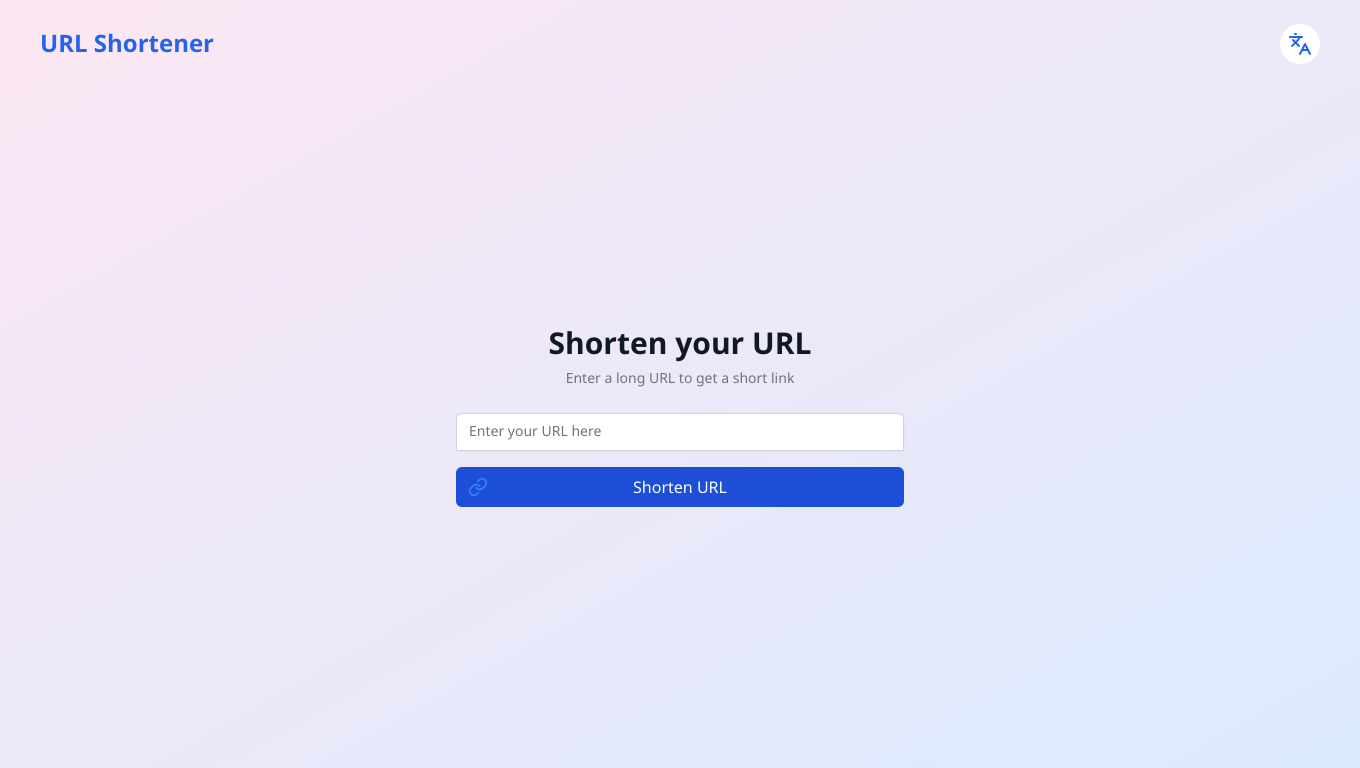 URL Shortener
Shorten your URL
Enter a long URL to get a short link
Enter your URL here
Shorten URL